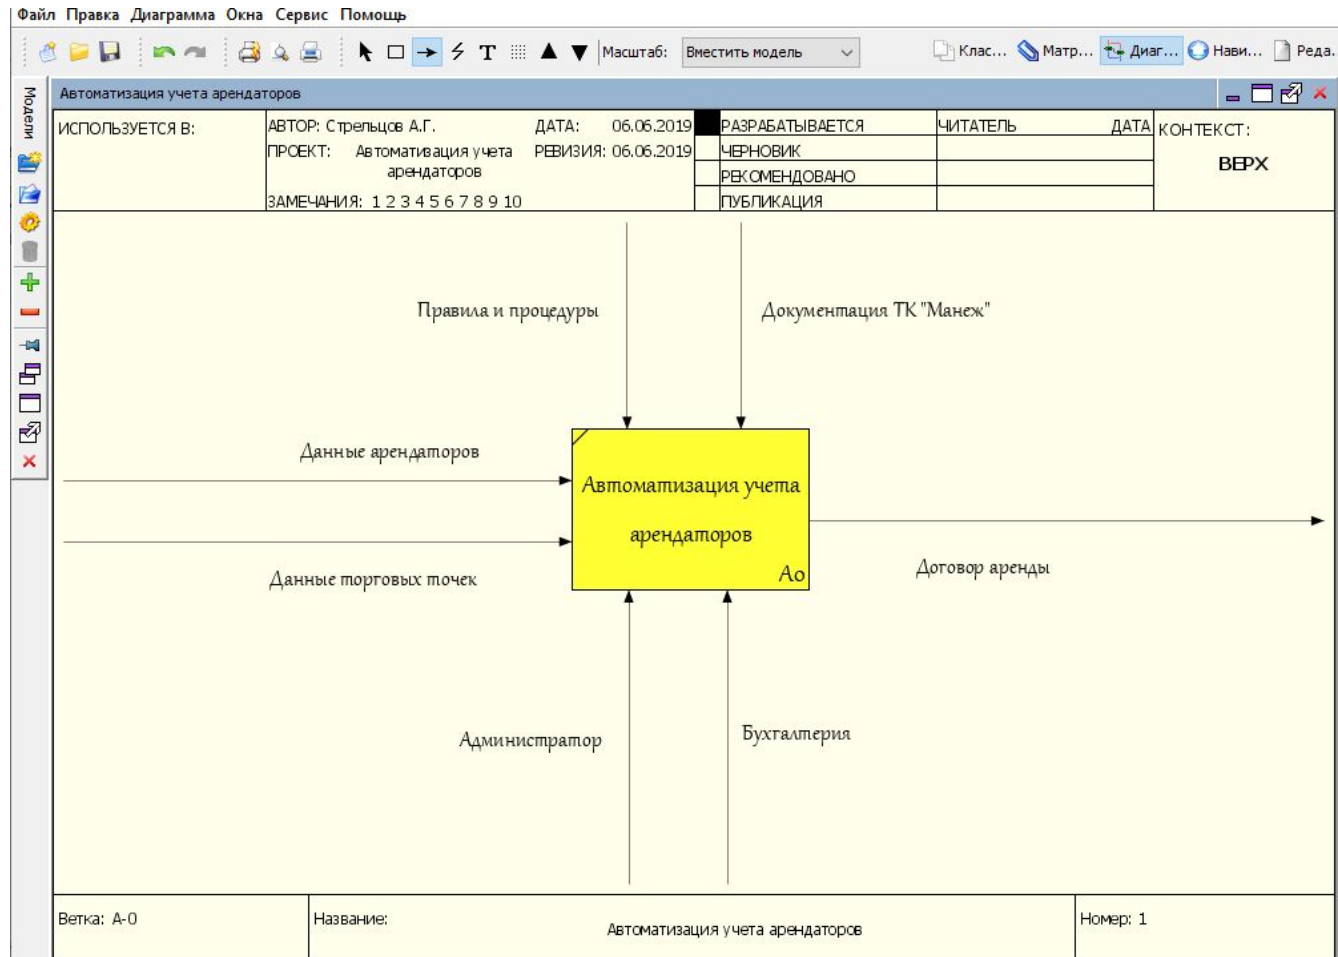 Файл Правка Диаграмма Окна Сервис Помощь
T Масштаб: Вместить модель Клас... Матр... Диаг... Нави... Реда.
Модели
Автоматизация учета арендаторов
ИСПОЛЬЗУЕТСЯ В:
АВТОР: Стрельцов А.Г. ДАТА: 06.06.2019
ПРОЕКТ: Автомативация учета РЕВИЗИЯ: 06.06.2019
арендаторов
ЗАМЕЧАНИЯ: 1 2 3 4 5 6 7 8 9 10
РАЗРАБАТЫВАЕТСЯ
ЧЕРНОВИК
РЕКОМЕНДОВАНО
ПУБЛИКАЦИЯ
ЧИТАТЕЛЬ ДАТА
КОНТЕКСТ:
ВЕРХ
Правила и процедуры
Документация ТК "Манеж"
Данные арендаторов
Автоматизация учета
арендаторов
A0
Данные торговых точек
Договор аренды
Администратор
Бухгалтерия
Ветка: A-0
Название:
Автоматизация учета арендаторов
Номер: 1